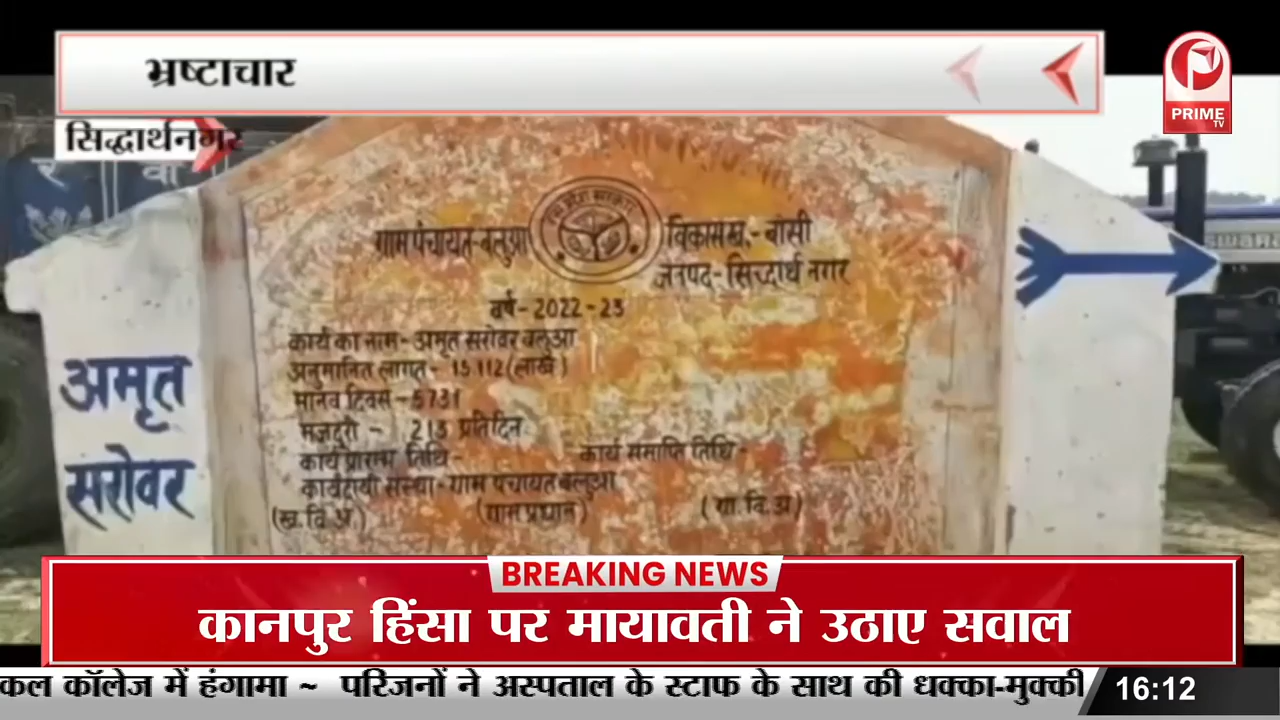 भ्रष्टाचार
PRIME
TV
सिद्धार्थनगर
ग्राम पंचायत-बलुआ
विकास ख.- बांसी
जनपद-सिध्दार्थ नगर
वर्ष-2022-23
कार्य का नाम-अमृत सरोवर बलुआ
अनुमानित लागत- 15.112 (लाख)
मानव दिवस-5731
मजदूरी - 213 प्रतिदिन
कार्य प्रारम्भ तिथि- कार्य समाप्ति तिथि-
कार्यदायी संस्था-ग्राम पंचायत बलुआ
(ख.वि.अ.) (ग्राम प्रधान) (ग्रा.वि.अ)
अमृत
सरोवर
BREAKING NEWS
कानपुर हिंसा पर मायावती ने उठाए सवाल
कल कॉलेज में हंगामा ~ परिजनों ने अस्पताल के स्टाफ के साथ की धक्का-मुक्की
16:12